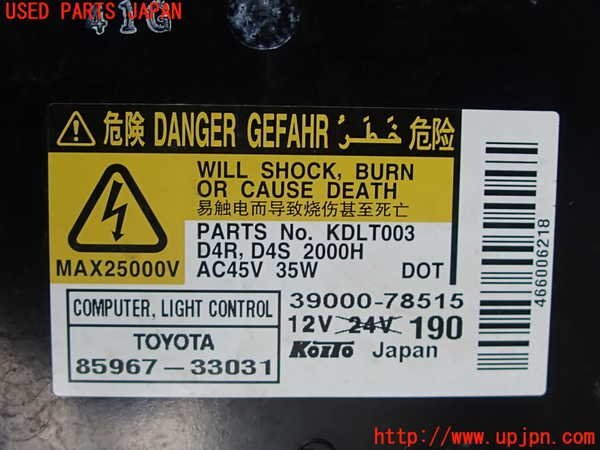 USED PARTS JAPAN
41G
危険 DANGER GEFAHR خَطَرٌ 危险
WILL SHOCK, BURN
OR CAUSE DEATH
易触电而导致烧伤甚至死亡
MAX25000V
PARTS No. KDLT003
D4R, D4S 2000H
AC45V 35W DOT
COMPUTER, LIGHT CONTROL
TOYOTA
85967-33031
39000-78515
12V 24V 190
KOITO Japan
466006218
http://www.upjpn.com/